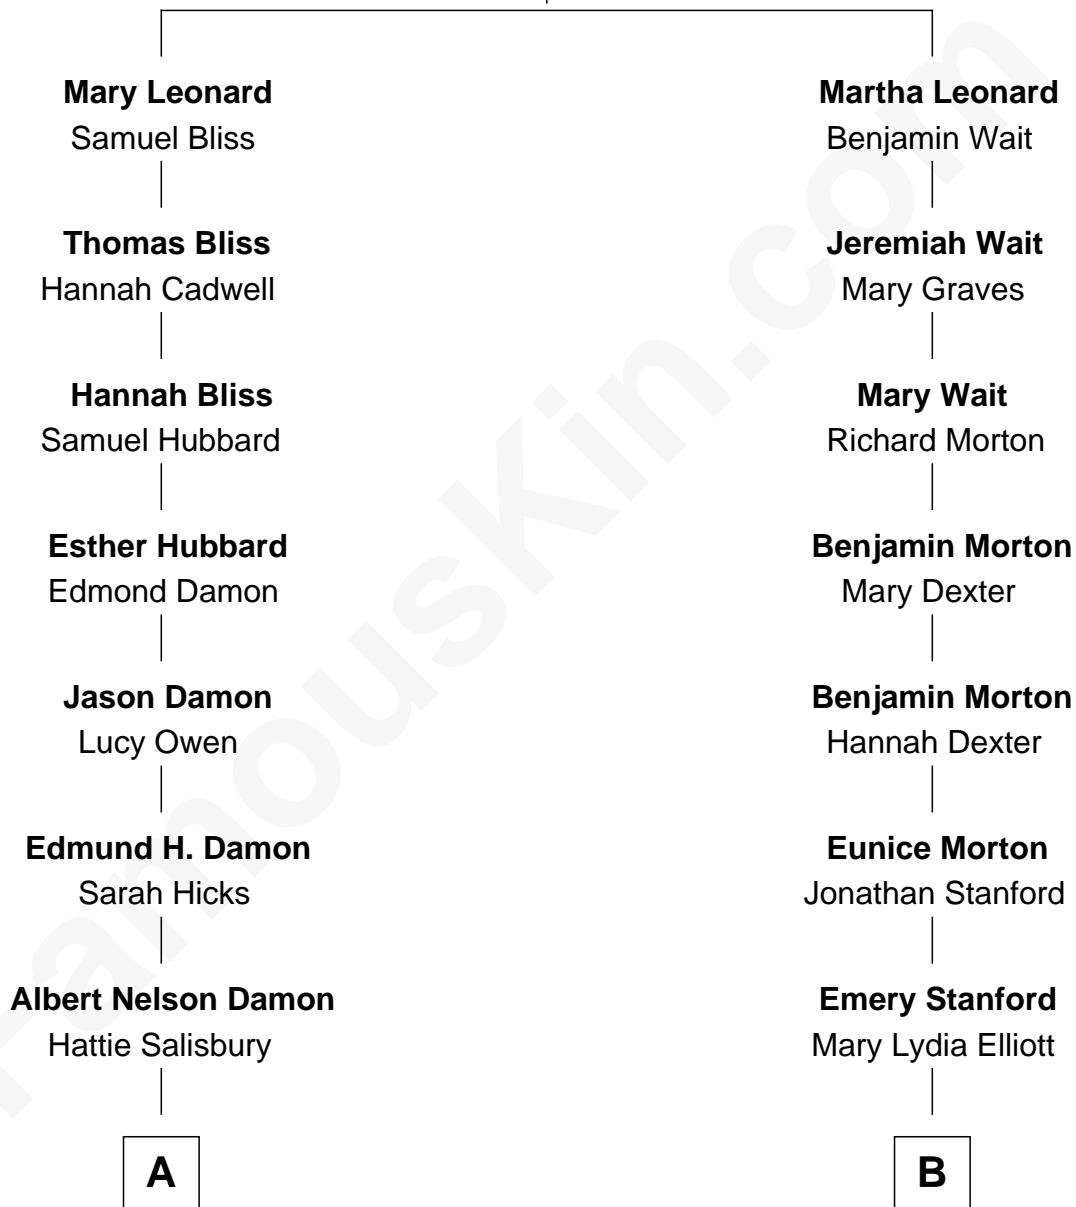 Mary Leonard
Samuel Bliss
Thomas Bliss
Hannah Cadwell
Hannah Bliss
Samuel Hubbard
Esther Hubbard
Edmond Damon
Jason Damon
Lucy Owen
Edmund H. Damon
Sarah Hicks
Albert Nelson Damon
Hattie Salisbury
A
Martha Leonard
Benjamin Wait
Jeremiah Wait
Mary Graves
Mary Wait
Richard Morton
Benjamin Morton
Mary Dexter
Benjamin Morton
Hannah Dexter
Eunice Morton
Jonathan Stanford
Emery Stanford
Mary Lydia Elliott
B
FamousKin.com